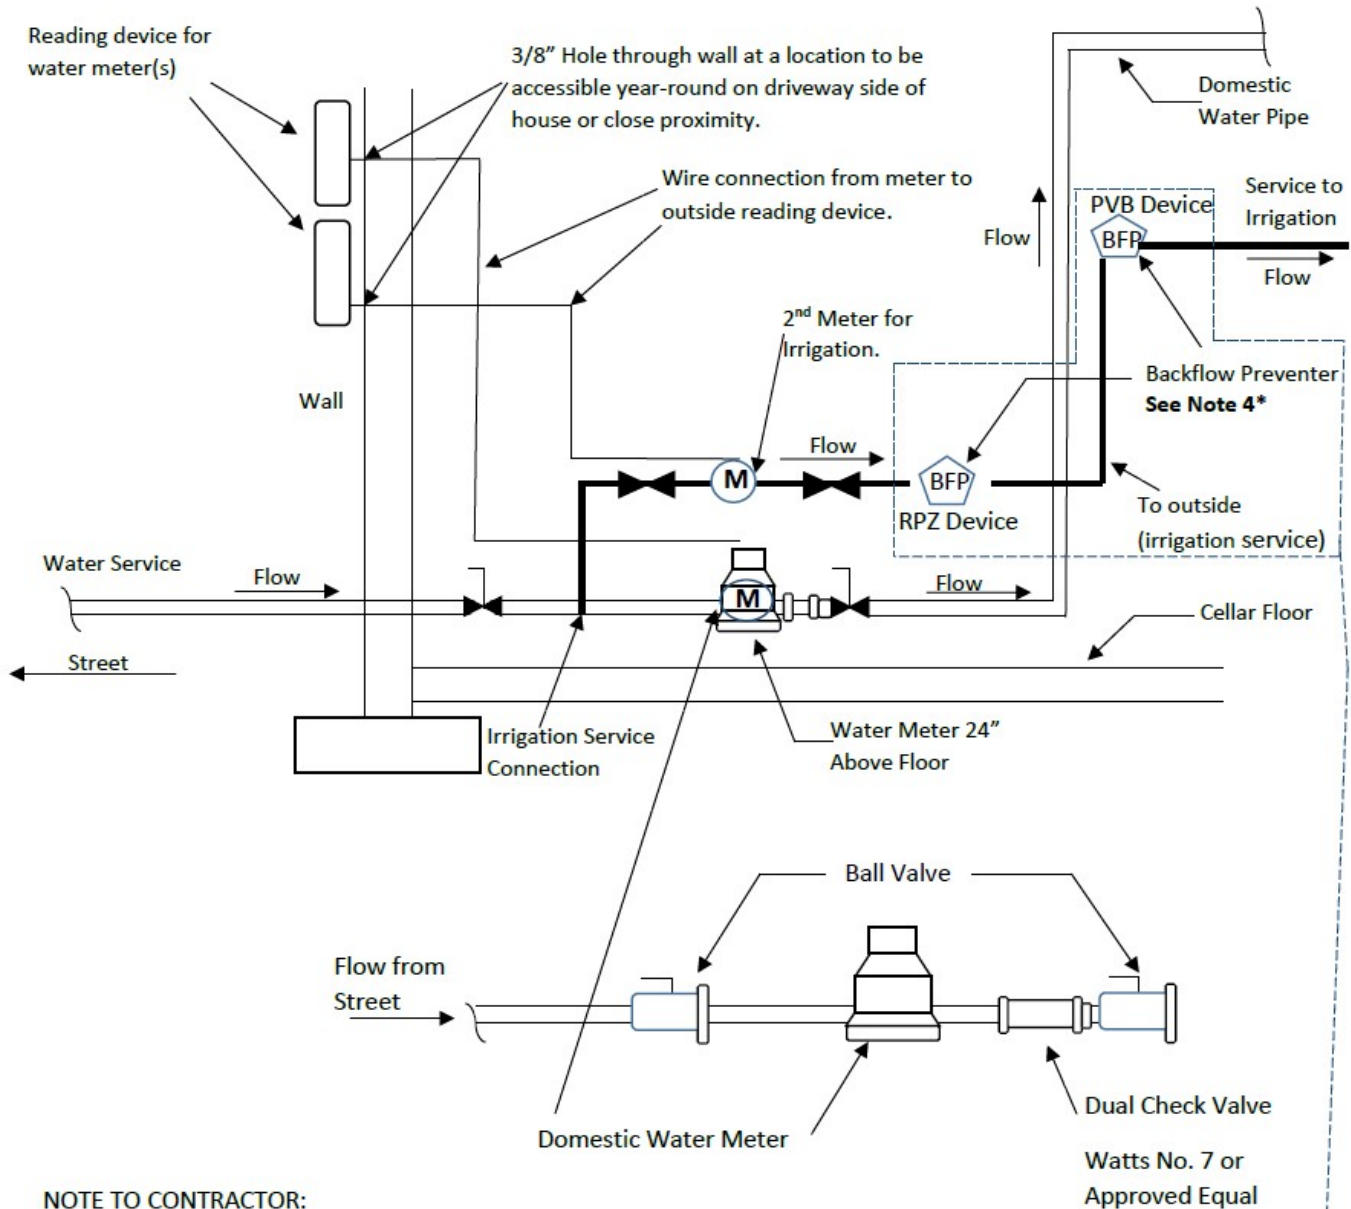 Reading device for
water meter(s)
3/8” Hole through wall at a location to be
accessible year-round on driveway side of
house or close proximity.
Domestic
Water Pipe
Wire connection from meter to
outside reading device.
Service to
Irrigation
PVB Device
BFP
Flow
Flow
2nd Meter for
Irrigation.
Backflow Preventer
See Note 4*
Wall
Flow
M
BFP
RPZ Device
To outside
(irrigation service)
Water Service
Flow
M
Flow
Cellar Floor
Street
Irrigation Service
Connection
Water Meter 24”
Above Floor
Ball Valve
Flow from
Street
Dual Check Valve
Domestic Water Meter
Watts No. 7 or
Approved Equal
NOTE TO CONTRACTOR: